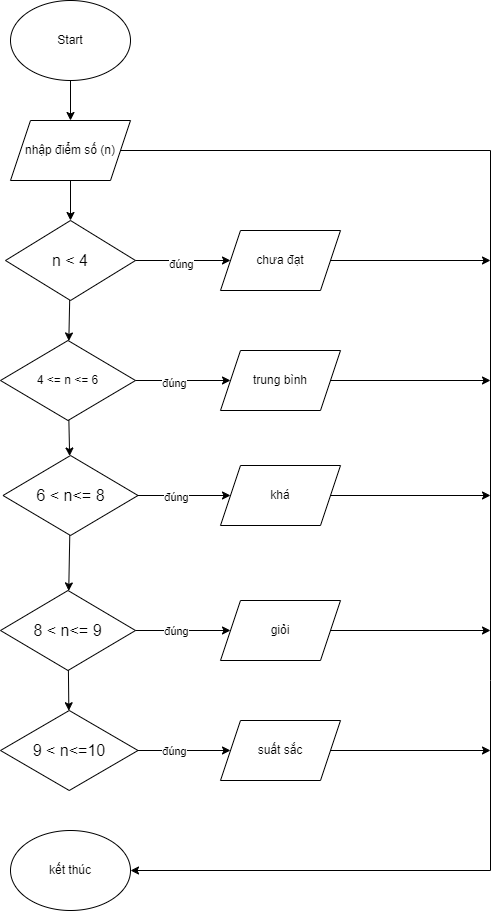 Start
nhập điểm số (n)
n < 4
đúng
chưa đạt
4 <= n <= 6
đúng
trung bình
6 < n<= 8
đúng
khá
8 < n<= 9
đúng
giỏi
9 < n<=10
đúng
suất sắc
kết thúc